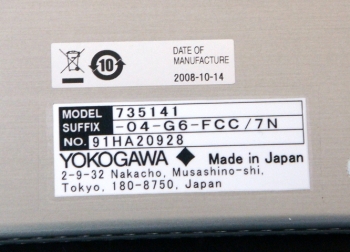 10
DATE OF
MANUFACTURE
2008-10-14
MODEL 735141
SUFFIX -04-G6-FCC/7N
NO. 91HA20928
YOKOGAWA Made in Japan
2-9-32 Nakacho, Musashino-shi,
Tokyo, 180-8750, Japan